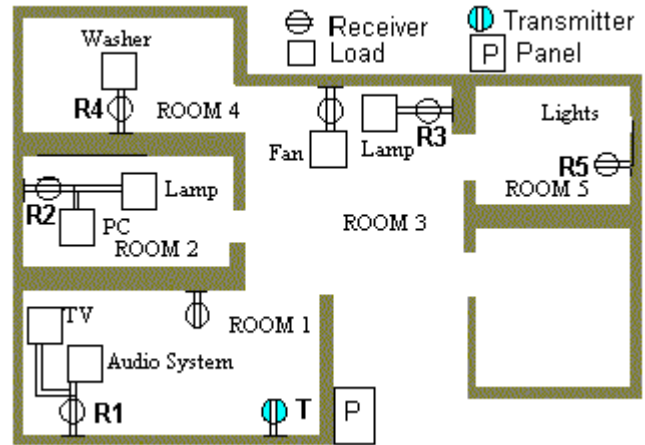 Receiver
Transmitter
Load
P
Panel
Washer
R4
ROOM 4
Fan
Lamp
R3
Lights
R5
ROOM 5
R2
Lamp
PC
ROOM 2
ROOM 3
TV
ROOM 1
Audio System
R1
T
P